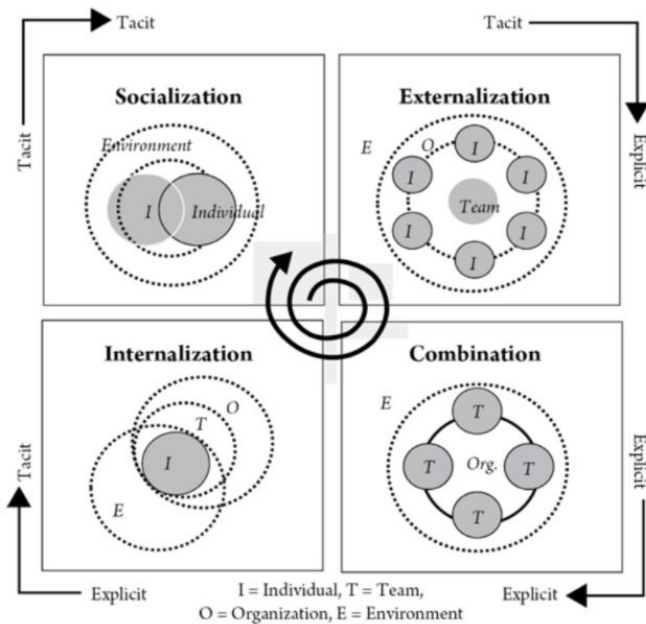 Tacit
Tacit
Tacit
Explicit
Socialization
Environment
I
Individual
Externalization
E
O
I
I
I
Team
I
I
I
Internalization
O
T
I
E
Combination
E
T
T
Org.
T
T
Tacit
Explicit
Explicit
Explicit
I = Individual, T = Team,
O = Organization, E = Environment